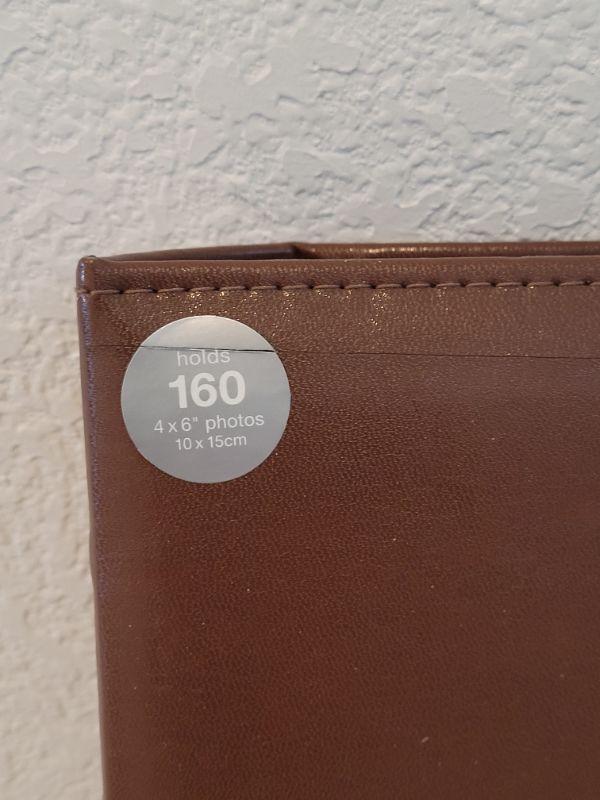 holds
160
4 x 6" photos
10 x 15cm